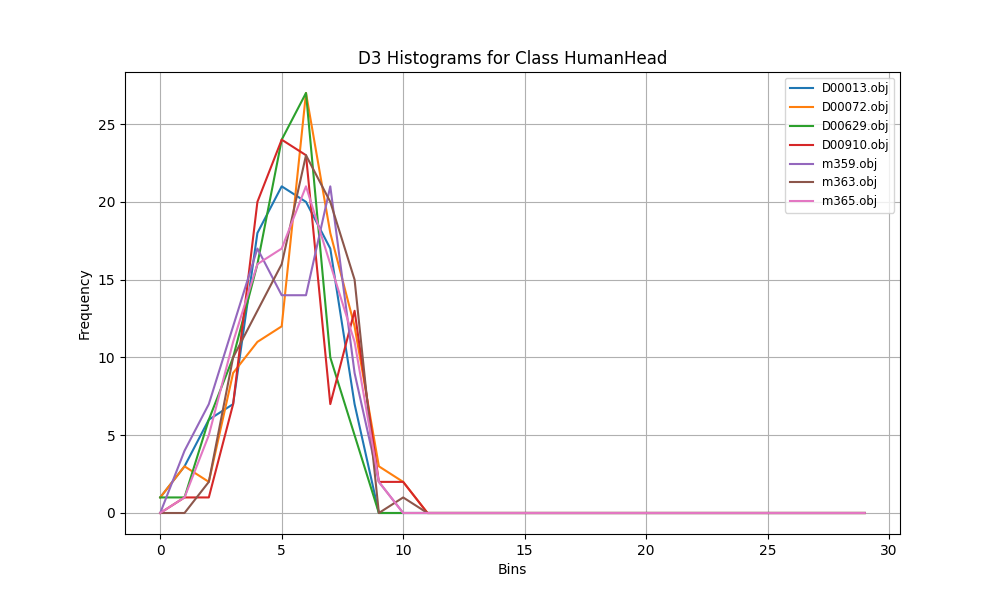 D3 Histograms for Class HumanHead
D00013.obj
D00072.obj
D00629.obj
D00910.obj
m359.obj
m363.obj
m365.obj
Frequency
25
20
15
10
5
0
0 5 10 15 20 25 30
Bins